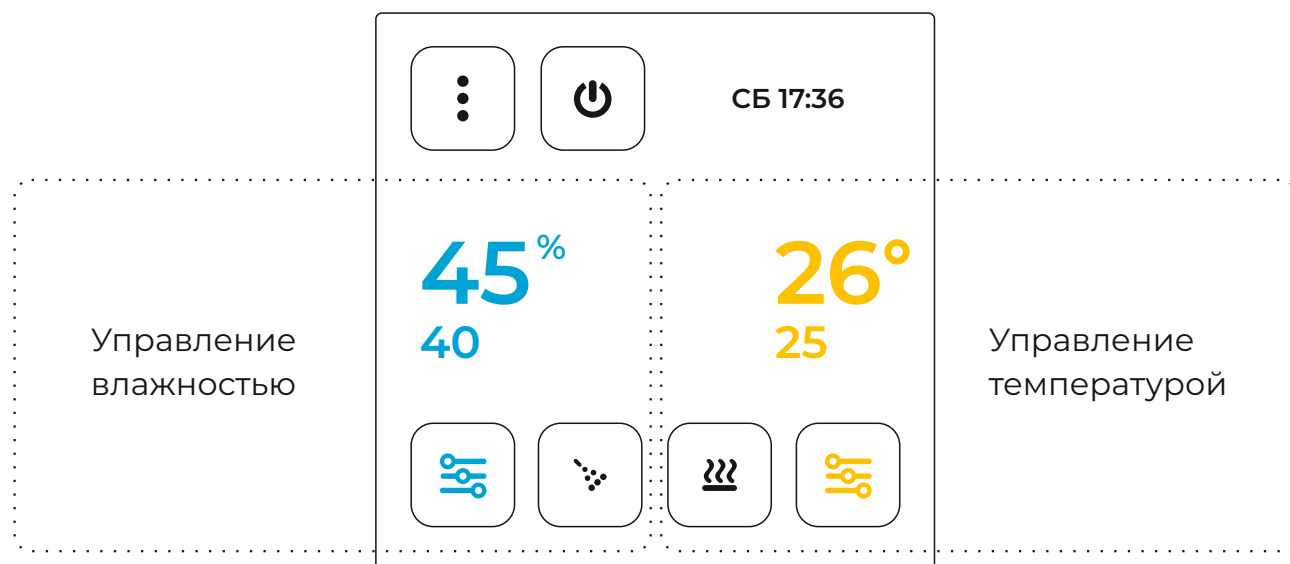 СБ 17:36
45%
40
26°
25
Управление
влажностью
Управление
температурой